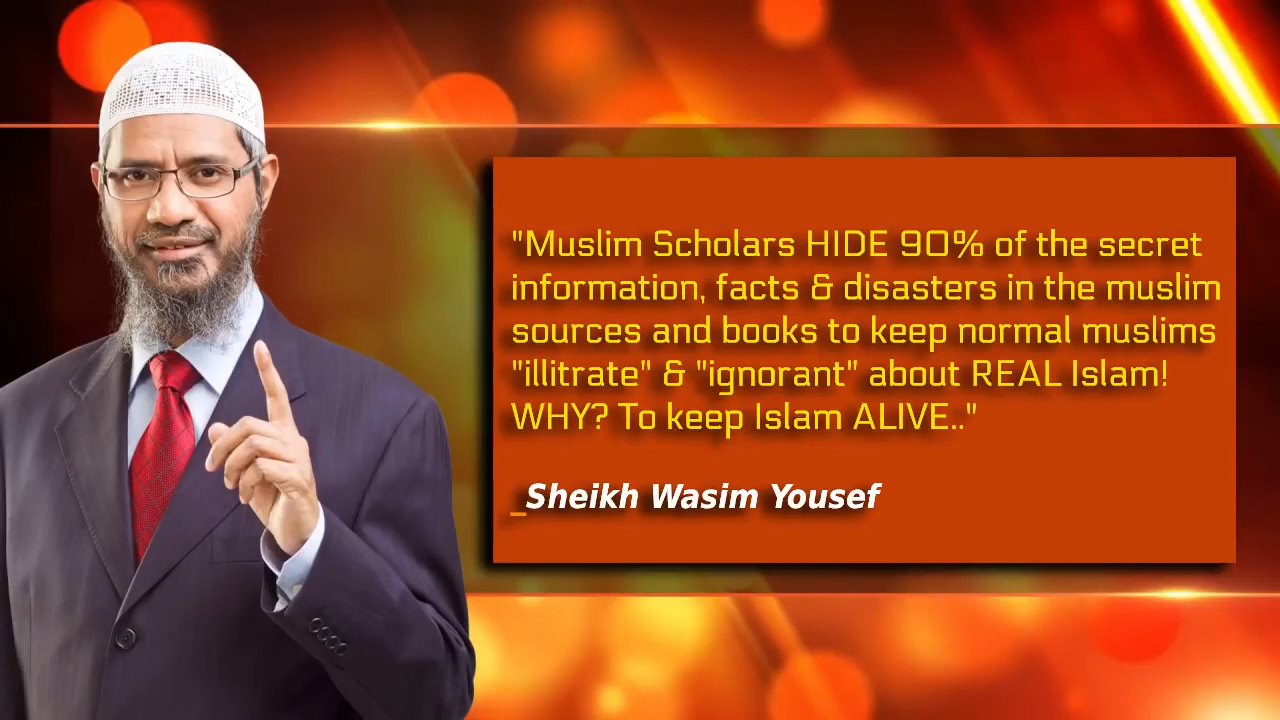 "Muslim Scholars HIDE 90% of the secret
information, facts & disasters in the muslim
sources and books to keep normal muslims
"illitrate" & "ignorant" about REAL Islam!
WHY? To keep Islam ALIVE.."
_Sheikh Wasim Yousef